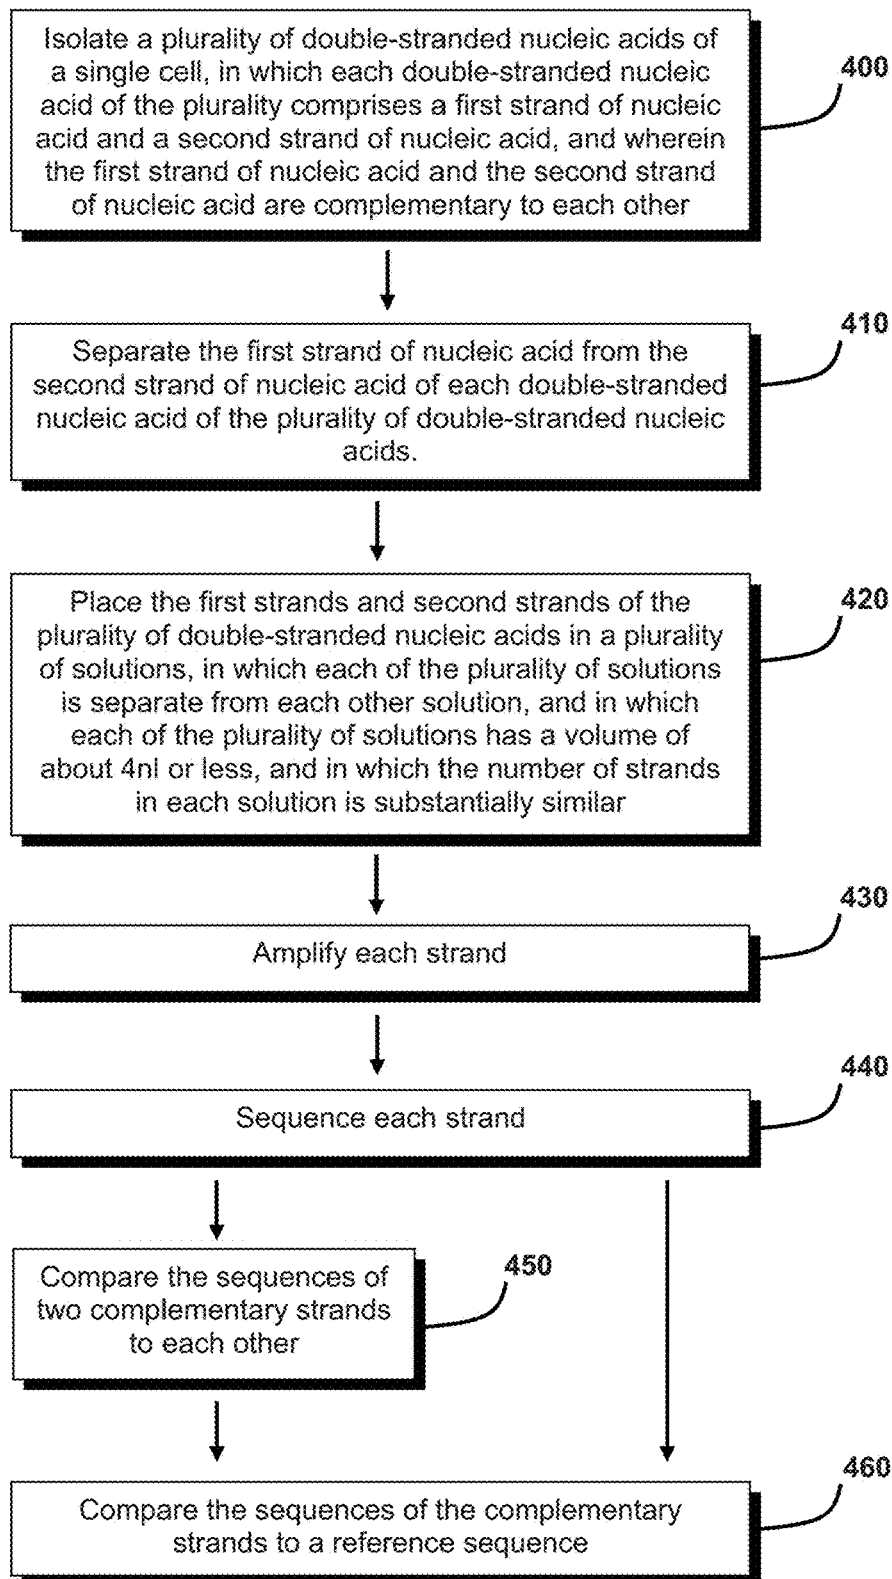 Isolate a plurality of double-stranded nucleic acids of
a single cell, in which each double-stranded nucleic
acid of the plurality comprises a first strand of nucleic
acid and a second strand of nucleic acid, and wherein
the first strand of nucleic acid and the second strand
of nucleic acid are complementary to each other
400
Separate the first strand of nucleic acid from the
second strand of nucleic acid of each double-stranded
nucleic acid of the plurality of double-stranded nucleic
acids.
410
Place the first strands and second strands of the
plurality of double-stranded nucleic acids in a plurality
of solutions, in which each of the plurality of solutions
is separate from each other solution, and in which
each of the plurality of solutions has a volume of
about 4nl or less, and in which the number of strands
in each solution is substantially similar
420
Amplify each strand
430
Sequence each strand
440
Compare the sequences of
two complementary strands
to each other
450
Compare the sequences of the complementary
strands to a reference sequence
460